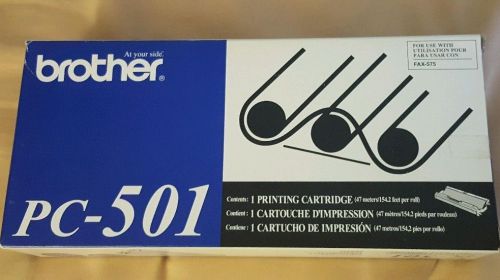 At your side.
brother®
PC-501
FOR USE WITH
UTILISATION POUR
PARA USAR CON
FAX-575
Contents: 1 PRINTING CARTRIDGE (47 meters/154.2 feet per roll)
Contient: 1 CARTOUCHE D'IMPRESSION (47 mètres/154.2 pieds par rouleau)
Contiene: 1 CARTUCHO DE IMPRESIÓN (47 metros/154.2 pies por rollo)